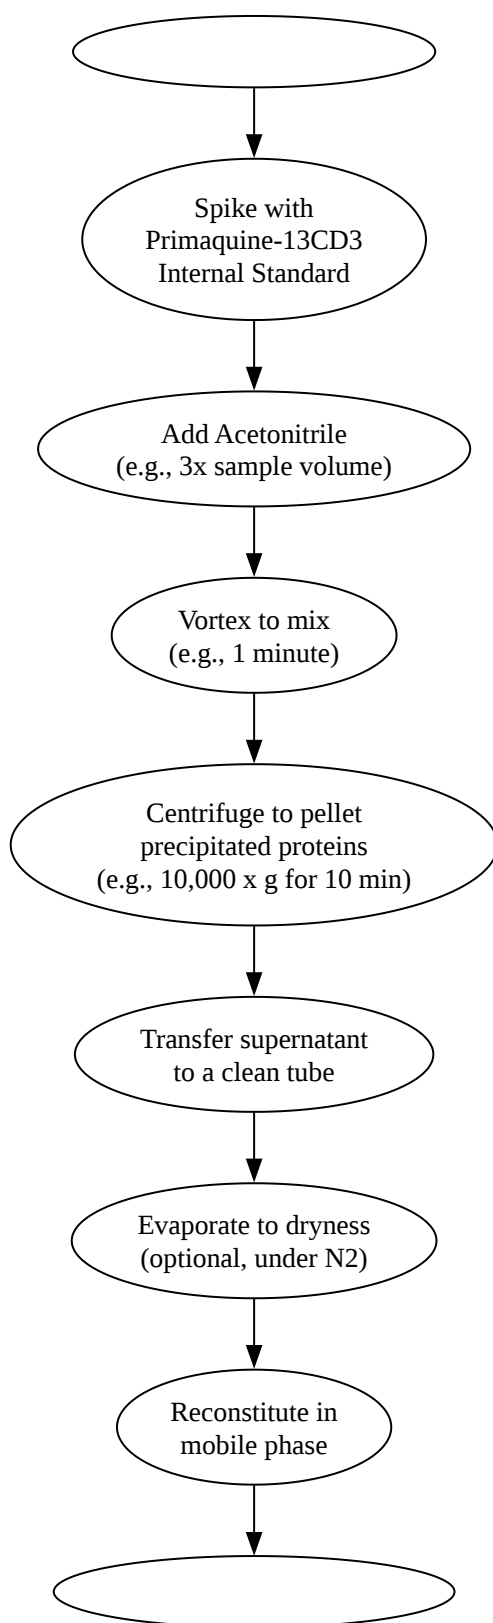 Spike with
Primaquine-13CD3
Internal Standard
Add Acetonitrile
(e.g., 3x sample volume)
Vortex to mix
(e.g., 1 minute)
Centrifuge to pellet
precipitated proteins
(e.g., 10,000 x g for 10 min)
Transfer supernatant
to a clean tube
Evaporate to dryness
(optional, under N2)
Reconstitute in
mobile phase